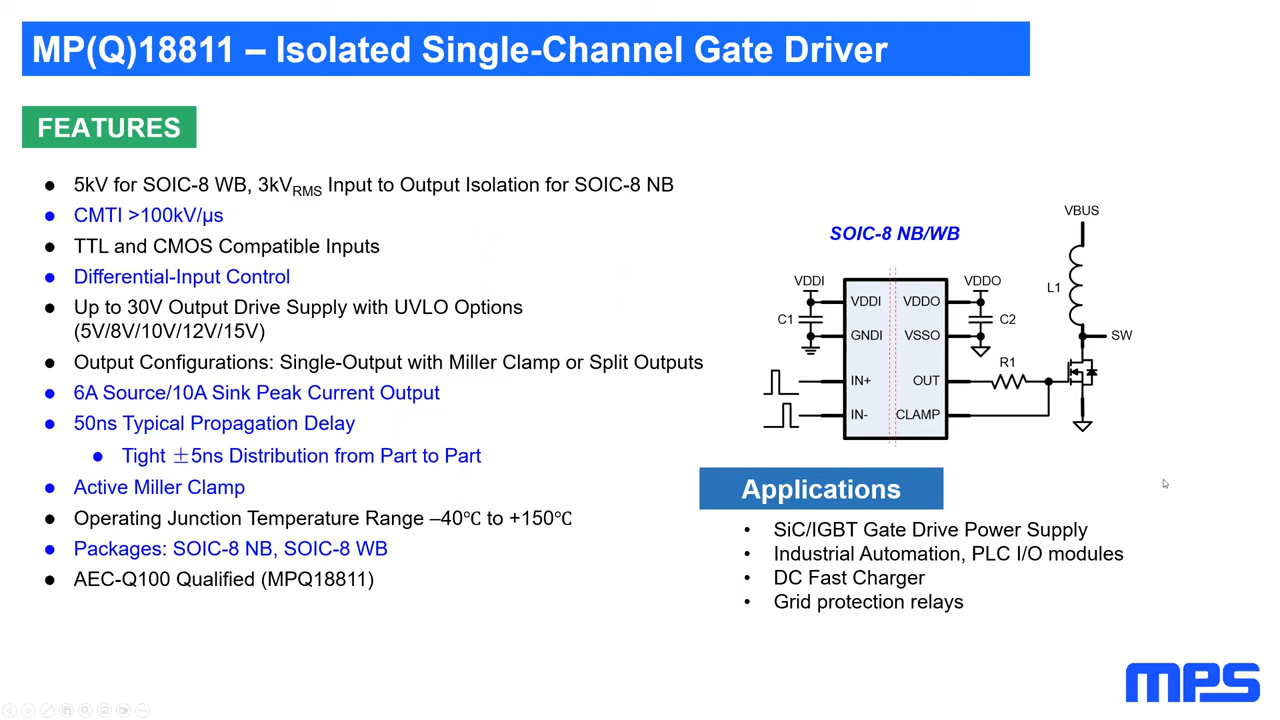 MP(Q)18811 – Isolated Single-Channel Gate Driver
FEATURES
● 5kV for SOIC-8 WB, 3kVRMS Input to Output Isolation for SOIC-8 NB
● CMTI >100kV/µs
● TTL and CMOS Compatible Inputs
● Differential-Input Control
● Up to 30V Output Drive Supply with UVLO Options
(5V/8V/10V/12V/15V)
● Output Configurations: Single-Output with Miller Clamp or Split Outputs
● 6A Source/10A Sink Peak Current Output
● 50ns Typical Propagation Delay
● Tight ±5ns Distribution from Part to Part
● Active Miller Clamp
● Operating Junction Temperature Range –40℃ to +150℃
● Packages: SOIC-8 NB, SOIC-8 WB
● AEC-Q100 Qualified (MPQ18811)
SOIC-8 NB/WB
VBUS
VDDI
VDDO
L1
VDDI
VDDO
C1
C2
GNDI
VSSO
SW
R1
IN+
OUT
IN-
CLAMP
Applications
• SiC/IGBT Gate Drive Power Supply
• Industrial Automation, PLC I/O modules
• DC Fast Charger
• Grid protection relays
mps